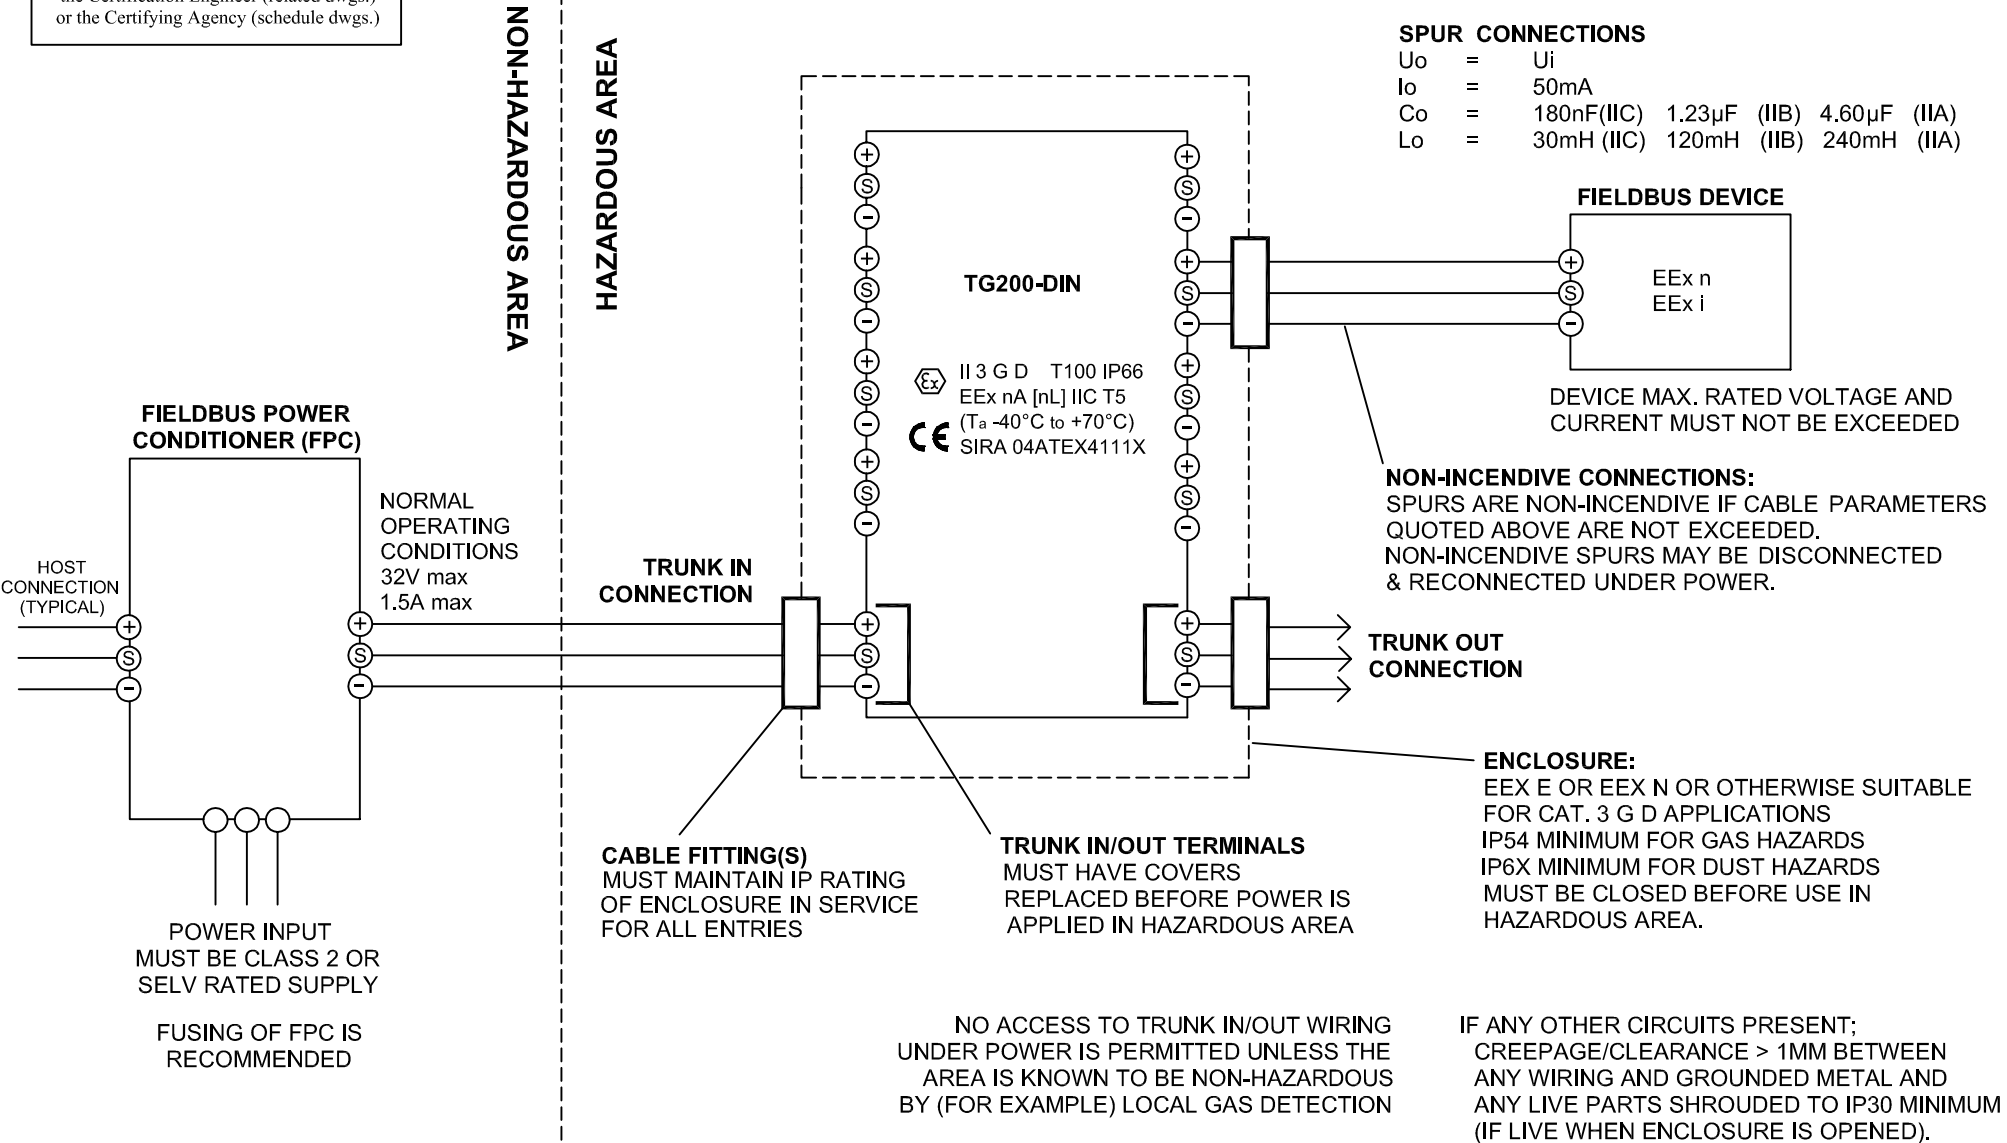 the Certification Engineer (related dwgs.)
or the Certifying Agency (schedule dwgs.)
NON-HAZARDOUS AREA
HAZARDOUS AREA
SPUR CONNECTIONS
Uo = Ui
Io = 50mA
Co = 180nF(IIC) 1.23µF (IIB) 4.60µF (IIA)
Lo = 30mH (IIC) 120mH (IIB) 240mH (IIA)
FIELDBUS DEVICE
+
S
-
EEx n
EEx i
DEVICE MAX. RATED VOLTAGE AND
CURRENT MUST NOT BE EXCEEDED
NON-INCENDIVE CONNECTIONS:
SPURS ARE NON-INCENDIVE IF CABLE PARAMETERS
QUOTED ABOVE ARE NOT EXCEEDED.
NON-INCENDIVE SPURS MAY BE DISCONNECTED
& RECONNECTED UNDER POWER.
+
S
-
+
S
-
+
S
-
+
S
-
+
S
-
+
S
-
+
S
-
+
S
-
TG200-DIN
Ex II 3 G D T100 IP66
EEx nA [nL] IIC T5
(Ta -40°C to +70°C)
CE SIRA 04ATEX4111X
FIELDBUS POWER
CONDITIONER (FPC)
NORMAL
OPERATING
CONDITIONS
32V max
1.5A max
HOST
CONNECTION
(TYPICAL)
+
S
-
+
S
-
TRUNK IN
CONNECTION
+
S
-
+
S
-
TRUNK OUT
CONNECTION
POWER INPUT
MUST BE CLASS 2 OR
SELV RATED SUPPLY
FUSING OF FPC IS
RECOMMENDED
CABLE FITTING(S)
MUST MAINTAIN IP RATING
OF ENCLOSURE IN SERVICE
FOR ALL ENTRIES
TRUNK IN/OUT TERMINALS
MUST HAVE COVERS
REPLACED BEFORE POWER IS
APPLIED IN HAZARDOUS AREA
ENCLOSURE:
EEX E OR EEX N OR OTHERWISE SUITABLE
FOR CAT. 3 G D APPLICATIONS
IP54 MINIMUM FOR GAS HAZARDS
IP6X MINIMUM FOR DUST HAZARDS
MUST BE CLOSED BEFORE USE IN
HAZARDOUS AREA.
NO ACCESS TO TRUNK IN/OUT WIRING
UNDER POWER IS PERMITTED UNLESS THE
AREA IS KNOWN TO BE NON-HAZARDOUS
BY (FOR EXAMPLE) LOCAL GAS DETECTION
IF ANY OTHER CIRCUITS PRESENT;
CREEPAGE/CLEARANCE > 1MM BETWEEN
ANY WIRING AND GROUNDED METAL AND
ANY LIVE PARTS SHROUDED TO IP30 MINIMUM
(IF LIVE WHEN ENCLOSURE IS OPENED).